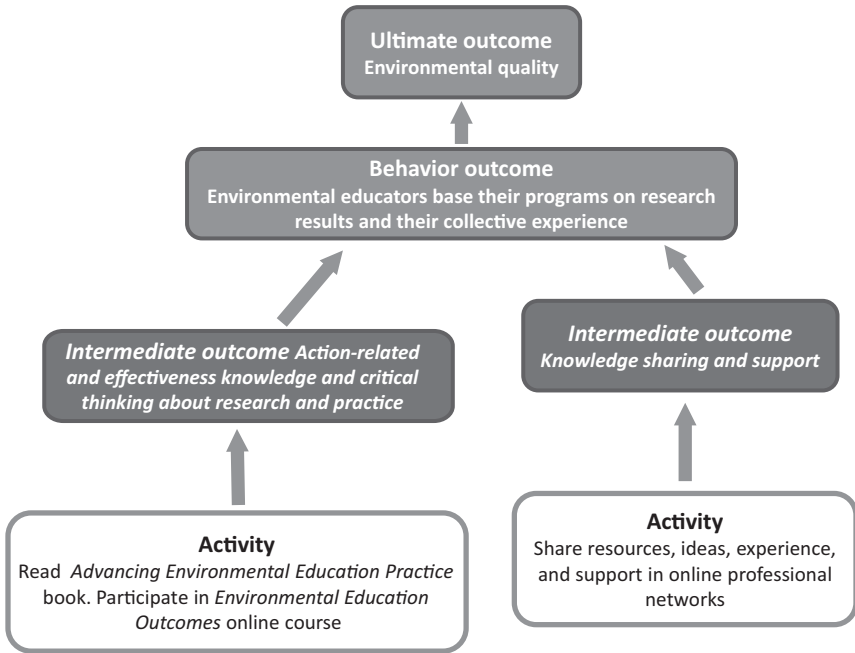 Ultimate outcome
Environmental quality
Behavior outcome
Environmental educators base their programs on research
results and their collective experience
Intermediate outcome Action-related
and effectiveness knowledge and critical
thinking about research and practice
Intermediate outcome
Knowledge sharing and support
Activity
Read Advancing Environmental Education Practice
book. Participate in Environmental Education
Outcomes online course
Activity
Share resources, ideas, experience,
and support in online professional
networks